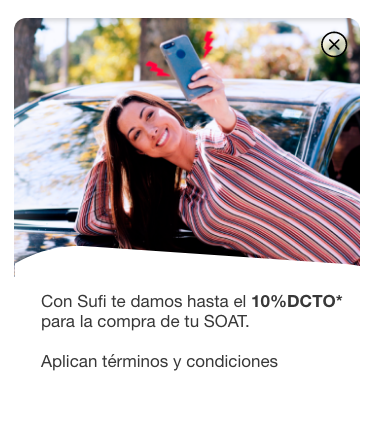 Con Sufi te damos hasta el 10%DCTO*
para la compra de tu SOAT.
Aplican términos y condiciones